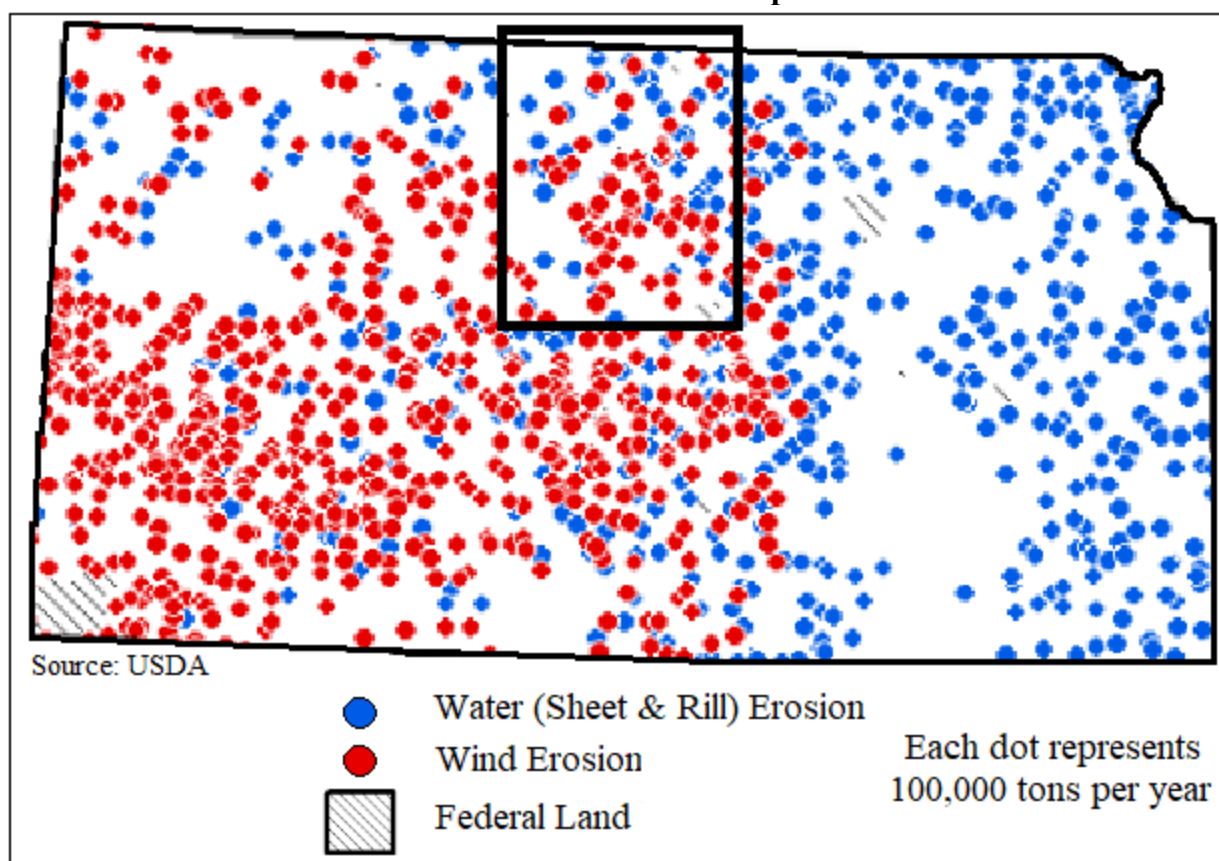 Source: USDA
Water (Sheet & Rill) Erosion
Wind Erosion
Federal Land
Each dot represents
100,000 tons per year